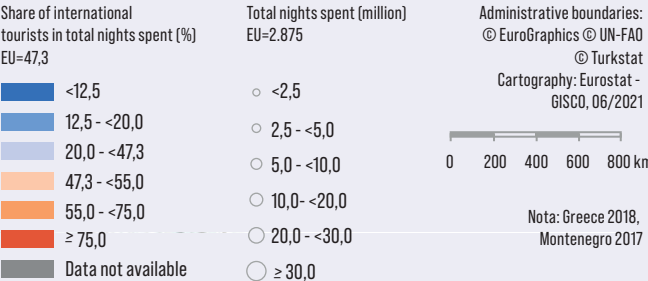 Share of international
tourists in total nights spent (%)
EU=47,3
<12,5
12,5 - <20,0
20,0 - <47,3
47,3 - <55,0
55,0 - <75,0
≥ 75,0
Data not available
Total nights spent (million)
EU=2.875
<2,5
2,5 - <5,0
5,0 - <10,0
10,0- <20,0
20,0 - <30,0
≥ 30,0
Administrative boundaries:
© EuroGraphics © UN-FAO
© Turkstat
Cartography: Eurostat -
GISCO, 06/2021
0 200 400 600 800 km
Nota: Greece 2018,
Montenegro 2017